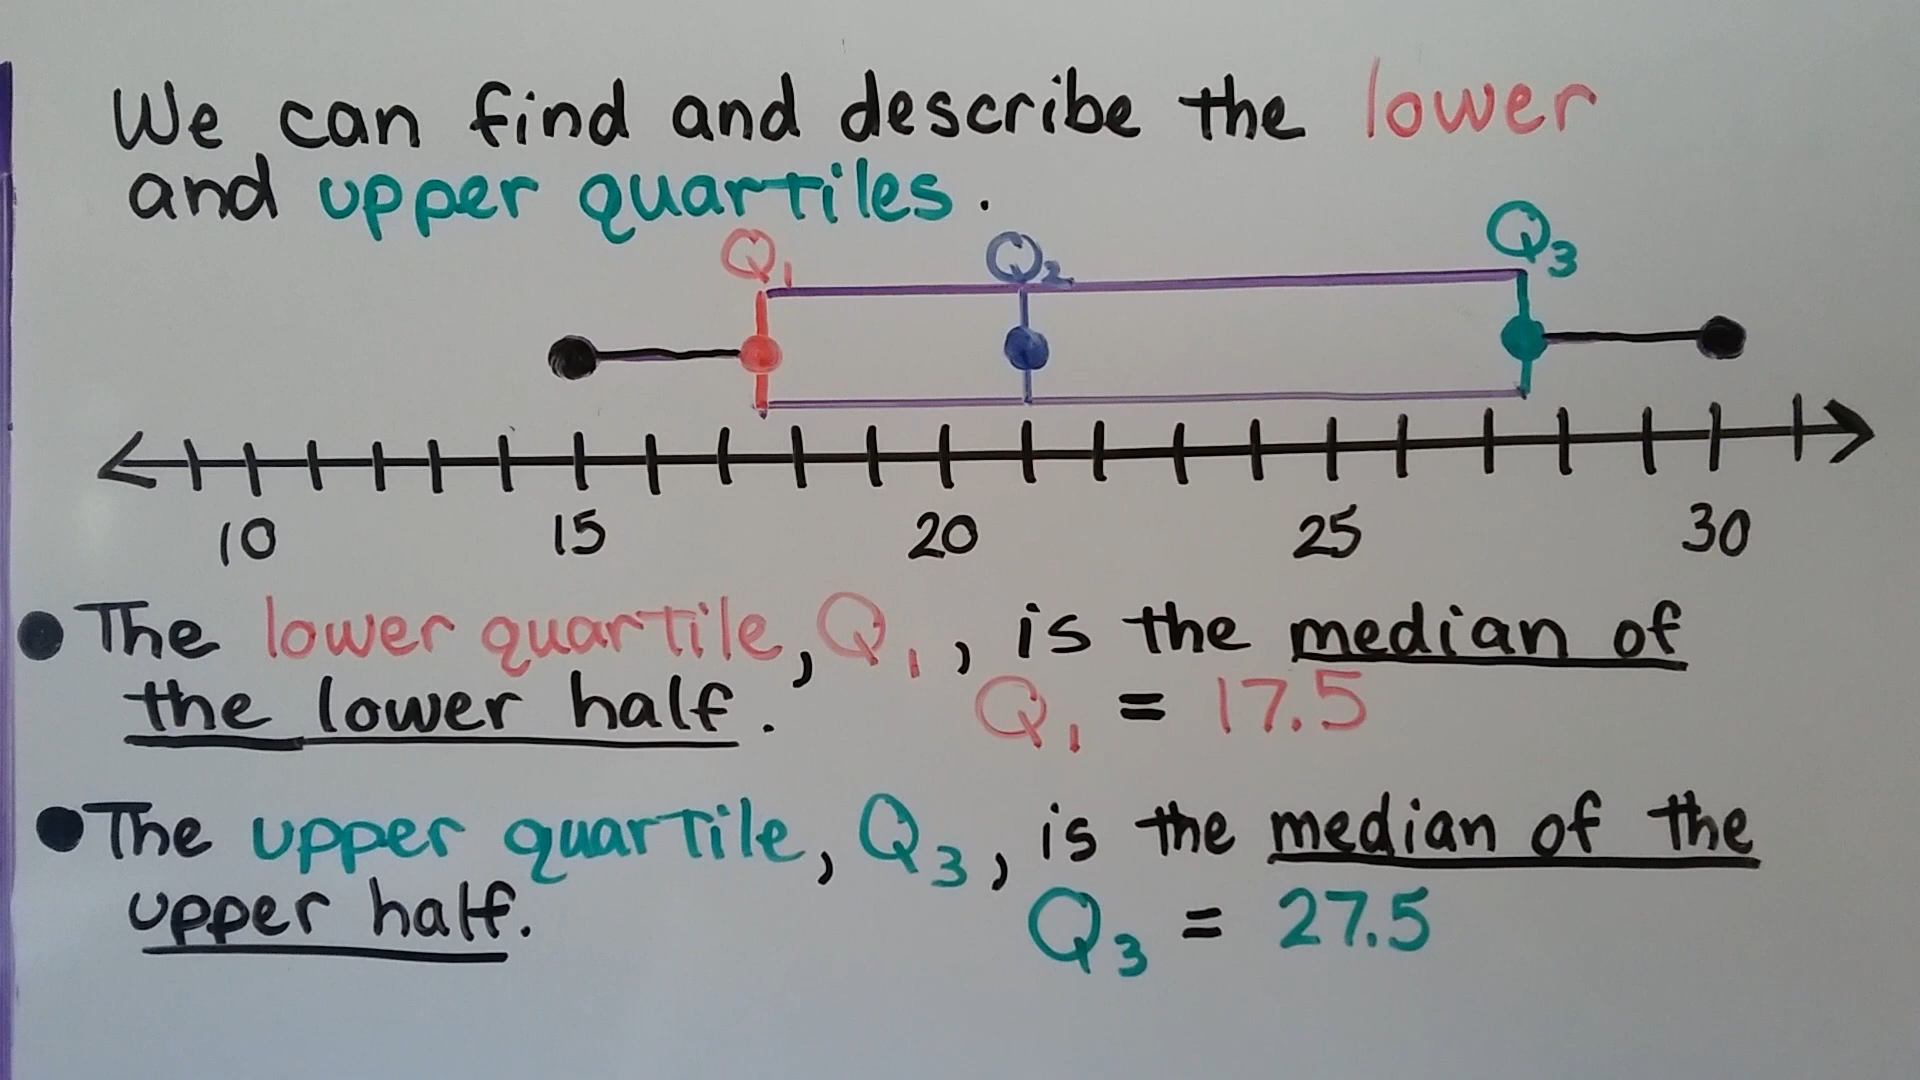 We can find and describe the lower
and upper quartiles.
Q₁ Q₂ Q₃
10 15 20 25 30
● The lower quartile, Q₁, is the median of
the lower half. Q₁ = 17.5
● The upper quartile, Q₃, is the median of the
upper half. Q₃ = 27.5